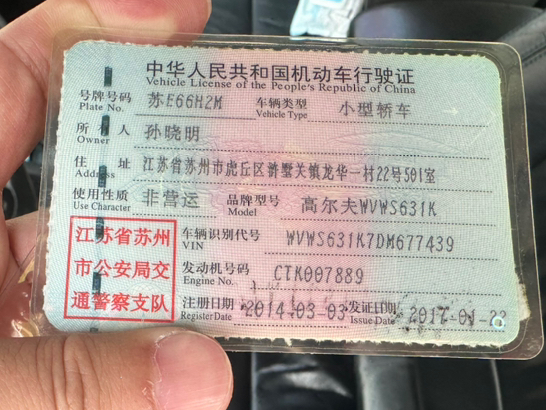 中华人民共和国机动车行驶证
Vehicle License of the People's Republic of China
号牌号码 苏E66H2M 车辆类型 小型轿车
Plate No. Vehicle Type
所有人 孙晓明
Owner
住址 江苏省苏州市虎丘区浒墅关镇龙华一村22号501室
Address
使用性质 非营运 品牌型号 高尔夫WVWS631K
Use Character Model
江苏省苏州 车辆识别代号 WVWS631K7DM677439
VIN
市公安局交 发动机号码 CTK007889
Engine No.
通警察支队 注册日期 2014-03-03 发证日期 2017-01-22
Register Date Issue Date